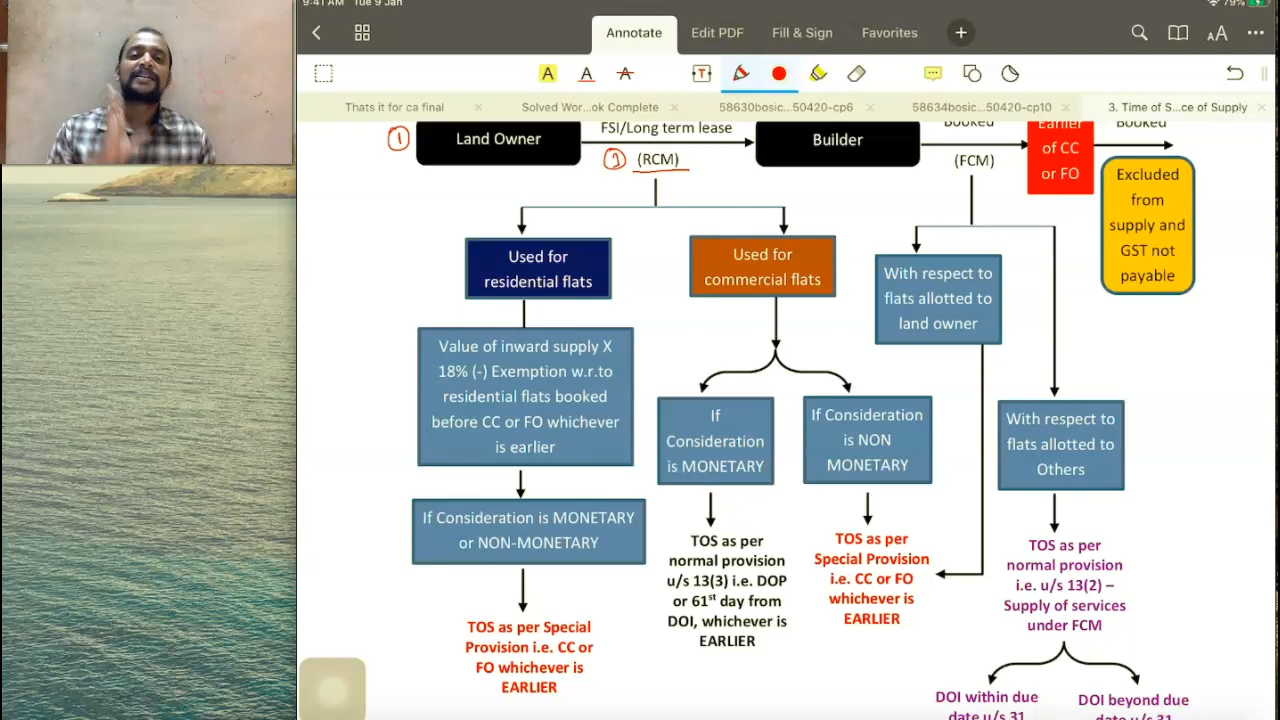 9:41 AM Tue 9 Jan
79%
Annotate
Edit PDF
Fill & Sign
Favorites
+
AA
A
A
A
T
Thats it for ca final
Solved Wor...ok Complete
58630bosic...50420-cp6
58634bosic...50420-cp10
3. Time of S...ce of Supply
1
Land Owner
FSI/Long term lease
2
(RCM)
Builder
Booked
(FCM)
Earlier
of CC
or FO
Booked
Excluded
from
supply and
GST not
payable
Used for
residential flats
Used for
commercial flats
With respect to
flats allotted to
land owner
Value of inward supply X
18% (-) Exemption w.r.to
residential flats booked
before CC or FO whichever
is earlier
If
Consideration
is MONETARY
If Consideration
is NON
MONETARY
With respect to
flats allotted to
Others
If Consideration is MONETARY
or NON-MONETARY
TOS as per
normal provision
u/s 13(3) i.e. DOP
or 61st day from
DOI, whichever is
EARLIER
TOS as per
Special Provision
i.e. CC or FO
whichever is
EARLIER
TOS as per
normal provision
i.e. u/s 13(2) –
Supply of services
under FCM
TOS as per Special
Provision i.e. CC or
FO whichever is
EARLIER
DOI within due
date u/s 31
DOI beyond due
date u/s 31